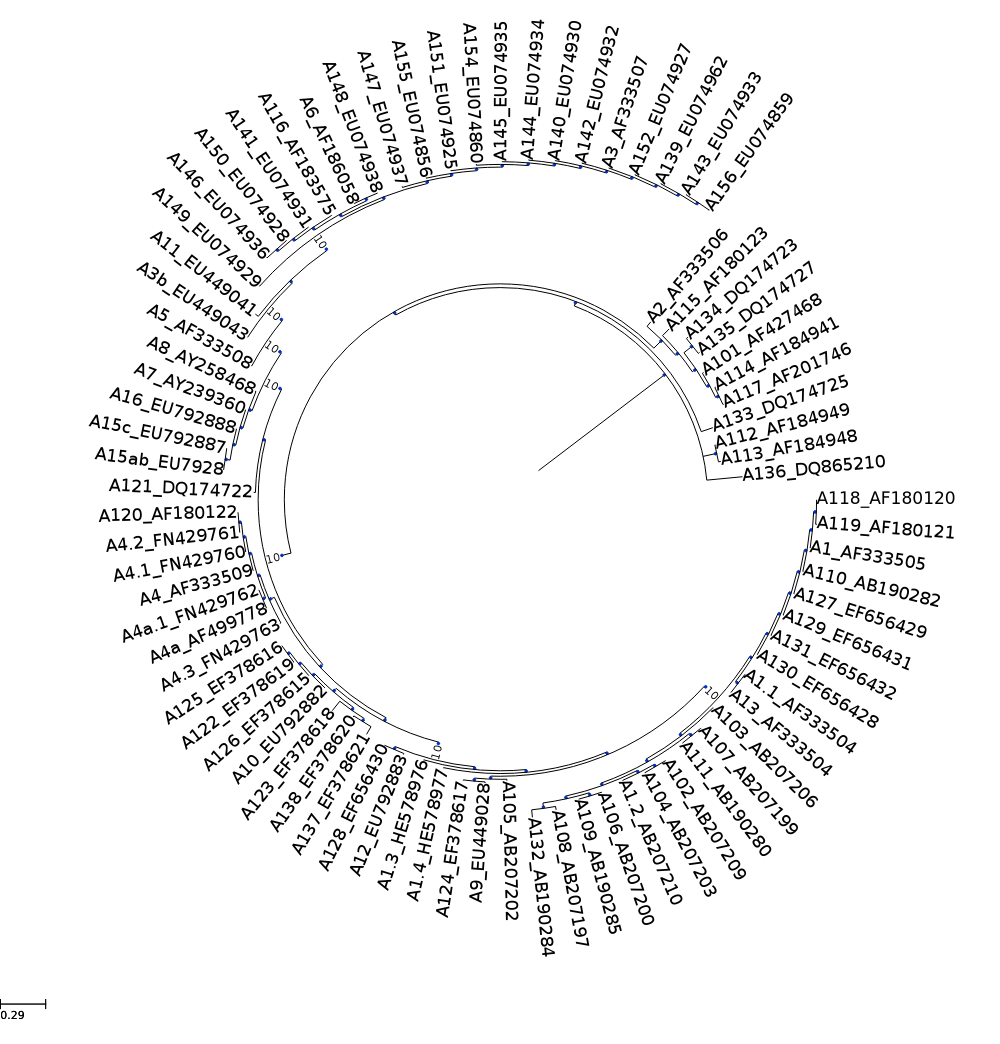 A156_EU074859
A143_EU074933
A139_EU074962
A152_EU074927
A3_AF333507
A142_EU074932
A140_EU074930
A144_EU074934
A145_EU074935
A154_EU074860
A151_EU074925
A155_EU074856
A147_EU074937
A148_EU074938
A6_AF186058
A116_AF183575
A141_EU074931
A150_EU074928
A146_EU074936
A149_EU074929
A11_EU449041
A3b_EU449043
A5_AF333508
A8_AY258468
A7_AY239360
A16_EU792888
A15c_EU792887
A15ab_EU7928
A121_DQ174722
A120_AF180122
A4.2_FN429761
A4.1_FN429760
A4_AF333509
A4a.1_FN429762
A4a_AF499778
A4.3_FN429763
A125_EF378616
A122_EF378619
A126_EF378615
A10_EU792882
A123_EF378618
A138_EF378620
A137_EF378621
A128_EF656430
A12_EU792883
A1.3_HE578976
A1.4_HE578977
A124_EF378617
A9_EU449028
A105_AB207202
A132_AB190284
A108_AB207197
A109_AB190285
A106_AB207200
A1.2_AB207210
A104_AB207203
A102_AB207209
A111_AB190280
A107_AB207199
A103_AB207206
A13_AF333504
A1.1_AF333504
A130_EF656428
A131_EF656432
A129_EF656431
A127_EF656429
A110_AB190282
A1_AF333505
A119_AF180121
A118_AF180120
A136_DQ865210
A113_AF184948
A112_AF184949
A133_DQ174725
A117_AF201746
A114_AF184941
A101_AF427468
A135_DQ174727
A134_DQ174723
A115_AF180123
A2_AF333506
10
10
10
10
10
10
10
0.29